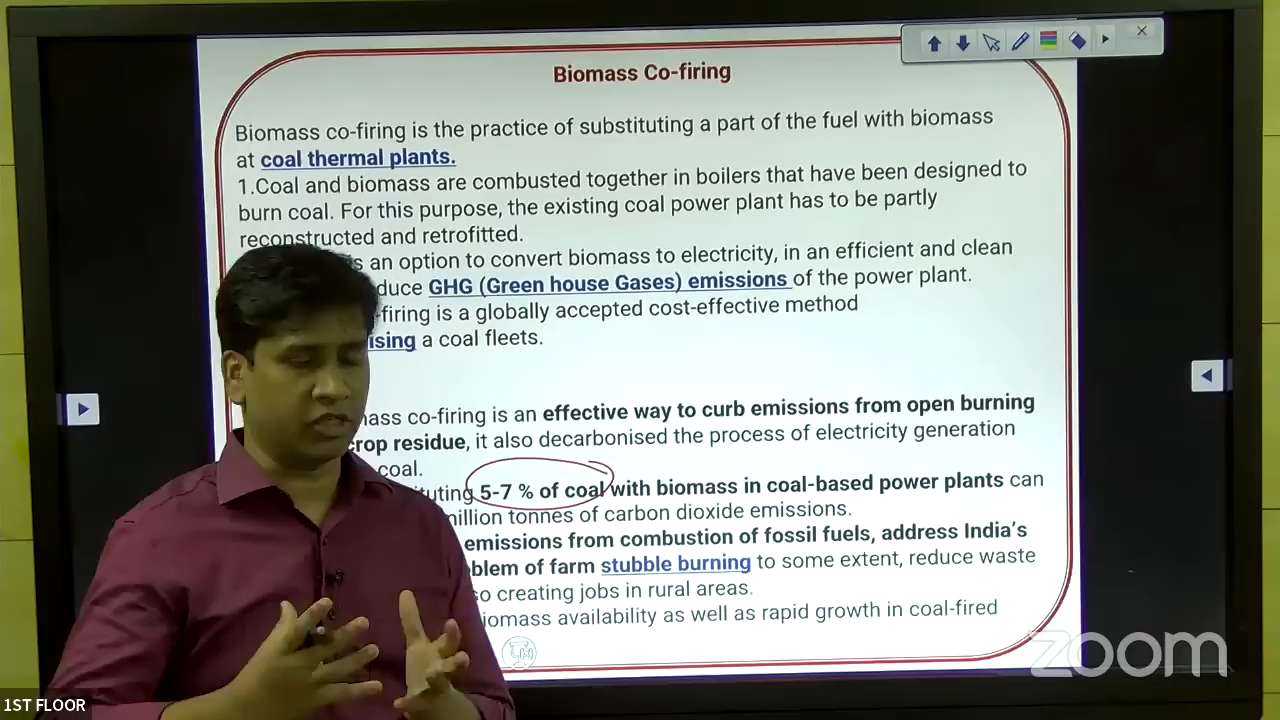 Biomass Co-firing
Biomass co-firing is the practice of substituting a part of the fuel with biomass
at coal thermal plants.
1.Coal and biomass are combusted together in boilers that have been designed to
burn coal. For this purpose, the existing coal power plant has to be partly
reconstructed and retrofitted.
is an option to convert biomass to electricity, in an efficient and clean
GHG (Green house Gases) emissions of the power plant.
-firing is a globally accepted cost-effective method
a coal fleets.
co-firing is an effective way to curb emissions from open burning
crop residue, it also decarbonised the process of electricity generation
coal.
5-7 % of coal with biomass in coal-based power plants can
million tonnes of carbon dioxide emissions.
emissions from combustion of fossil fuels, address India's
of farm stubble burning to some extent, reduce waste
so creating jobs in rural areas.
biomass availability as well as rapid growth in coal-fired
zoom
1ST FLOOR